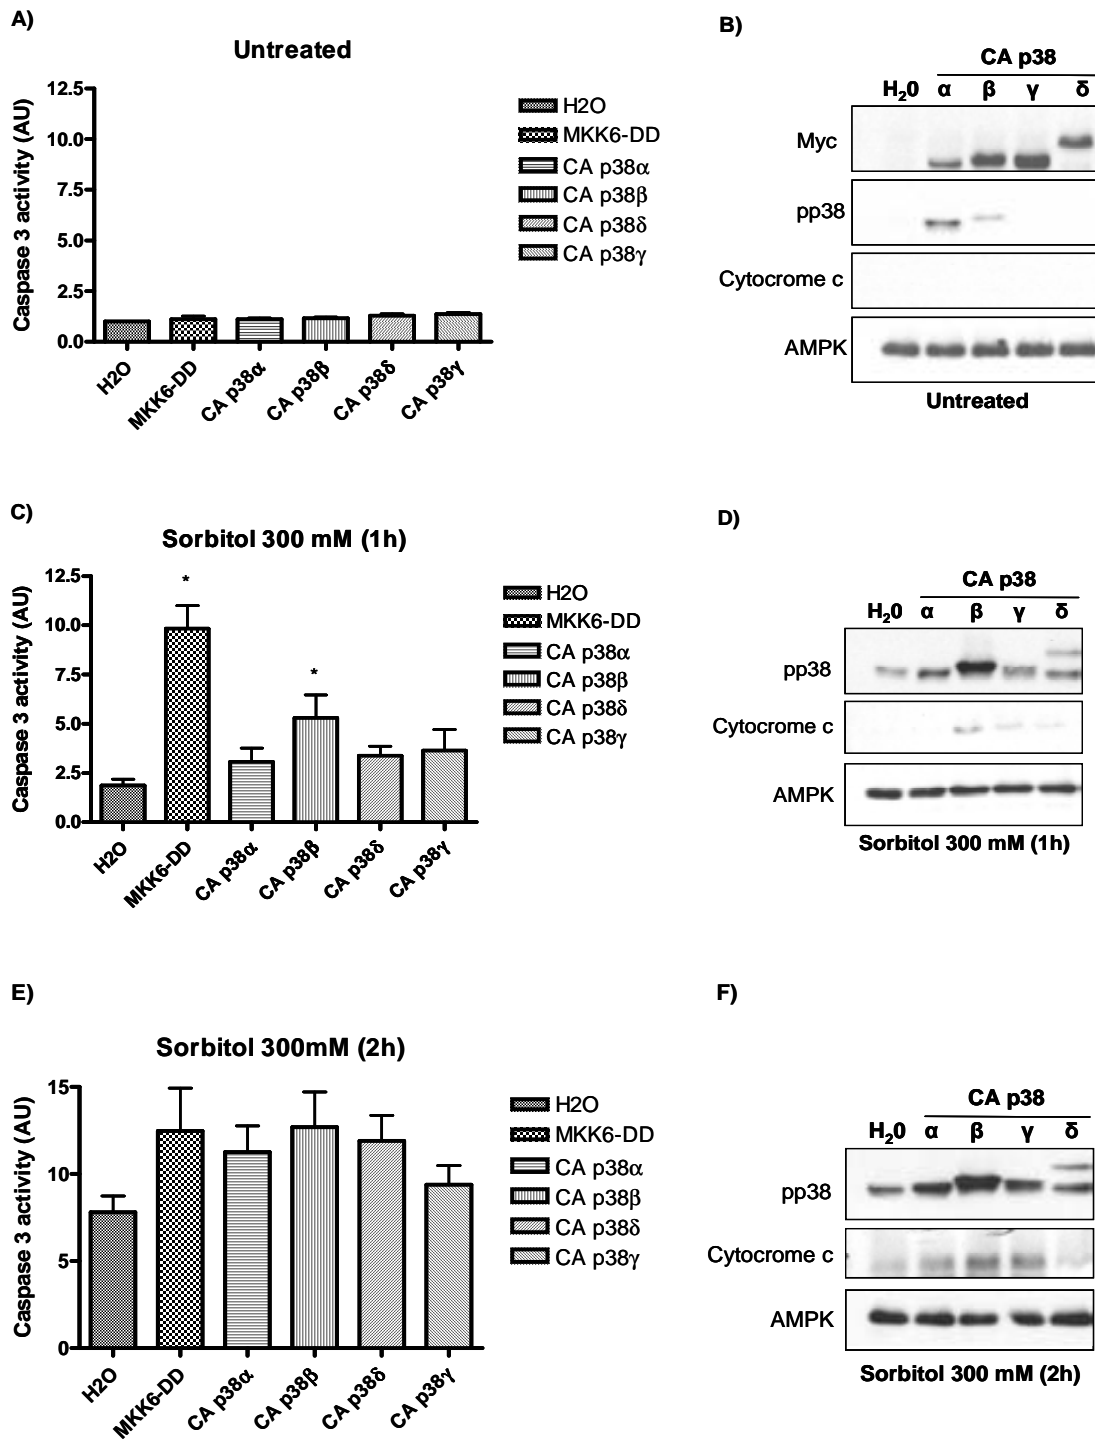 A)
Untreated
Caspase 3 activity (AU)
12.5
10.0
7.5
5.0
2.5
0.0
H2O
MKK6-DD
CA p38α
CA p38β
CA p38δ
CA p38γ
H2O
MKK6-DD
CA p38α
CA p38β
CA p38δ
CA p38γ
B)
CA p38
H20 α β γ δ
Myc
pp38
Cytocrome c
AMPK
Untreated
C)
Sorbitol 300 mM (1h)
Caspase 3 activity (AU)
12.5
10.0
7.5
5.0
2.5
0.0
*
*
H2O
MKK6-DD
CA p38α
CA p38β
CA p38δ
CA p38γ
H2O
MKK6-DD
CA p38α
CA p38β
CA p38δ
CA p38γ
D)
CA p38
H20 α β γ δ
pp38
Cytocrome c
AMPK
Sorbitol 300 mM (1h)
E)
Sorbitol 300mM (2h)
Caspase 3 activity (AU)
15
10
5
0
H2O
MKK6-DD
CA p38α
CA p38β
CA p38δ
CA p38γ
H2O
MKK6-DD
CA p38α
CA p38β
CA p38δ
CA p38γ
F)
CA p38
H20 α β γ δ
pp38
Cytocrome c
AMPK
Sorbitol 300 mM (2h)